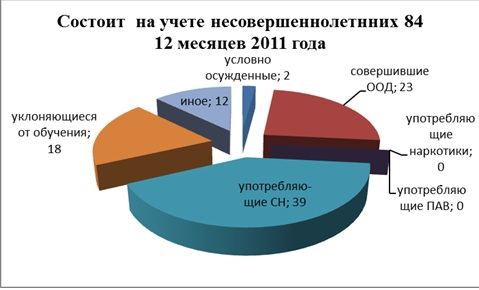 Состоит на учете несовершеннолетнних 84
12 месяцев 2011 года
условно
осужденные; 2
совершившие
ООД; 23
употребляю
щие
наркотики;
0
употребляю
щие ПАВ; 0
употребляю-
щие СН; 39
уклоняющиеся
от обучения;
18
иное; 12